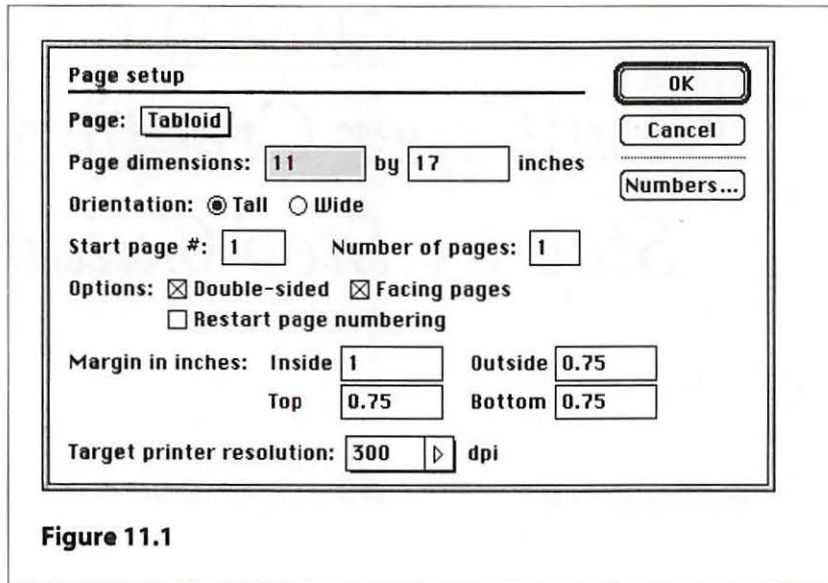 Page setup
OK
Page: Tabloid
Cancel
Page dimensions: 11 by 17 inches
Numbers...
Orientation: Tall Wide
Start page #: 1 Number of pages: 1
Options: Double-sided Facing pages
Restart page numbering
Margin in inches: Inside 1 Outside 0.75
Top 0.75 Bottom 0.75
Target printer resolution: 300 dpi
Figure 11.1